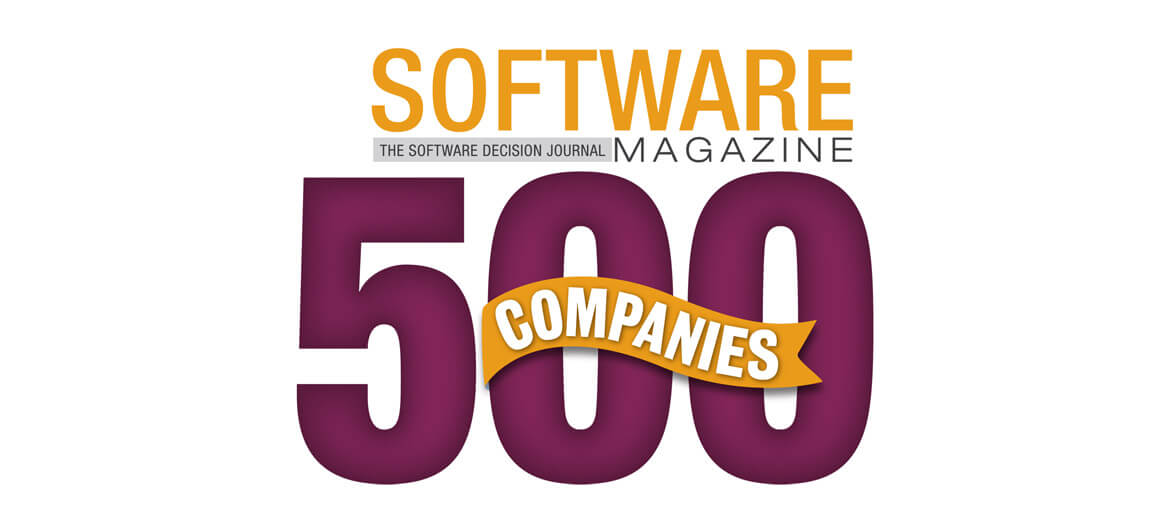 SOFTWARE
THE SOFTWARE DECISION JOURNAL MAGAZINE
500
COMPANIES